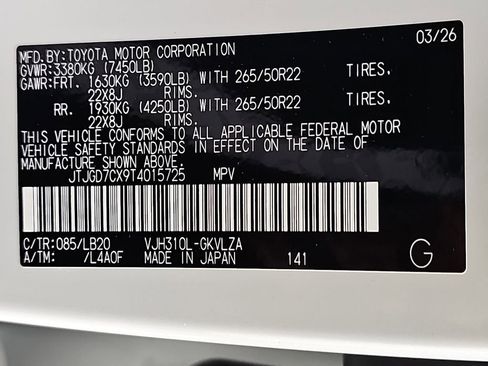 03/26
MFD.BY:TOYOTA MOTOR CORPORATION
GVWR:3380KG (7450LB)
GAWR:FRT. 1630KG (3590LB) WITH 265/50R22 TIRES.
22X8J RIMS.
RR. 1930KG (4250LB) WITH 265/50R22 TIRES.
22X8J RIMS.
THIS VEHICLE CONFORMS TO ALL APPLICABLE FEDERAL MOTOR
VEHICLE SAFETY STANDARDS IN EFFECT ON THE DATE OF
MANUFACTURE SHOWN ABOVE.
JTJGD7CX9T4015725 MPV
C/TR:085/LB20 VJH310L-GKVLZA
A/TM: /L4A0F MADE IN JAPAN 141
G